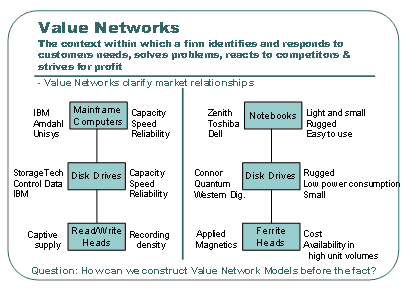 Value Networks
The context within which a firm identifies and responds to
customers needs, solves problems, reacts to competitors &
strives for profit
- Value Networks clarify market relationships
IBM
Amdahl
Unisys
Mainframe
Computers
Capacity
Speed
Reliability
StorageTech
Control Data
IBM
Disk Drives
Capacity
Speed
Reliability
Captive
supply
Read/Write
Heads
Recording
density
Zenith
Toshiba
Dell
Notebooks
Light and small
Rugged
Easy to use
Connor
Quantum
Western Dig.
Disk Drives
Rugged
Low power consumption
Small
Applied
Magnetics
Ferrite
Heads
Cost
Availability in
high unit volumes
Question: How can we construct Value Network Models before the fact?